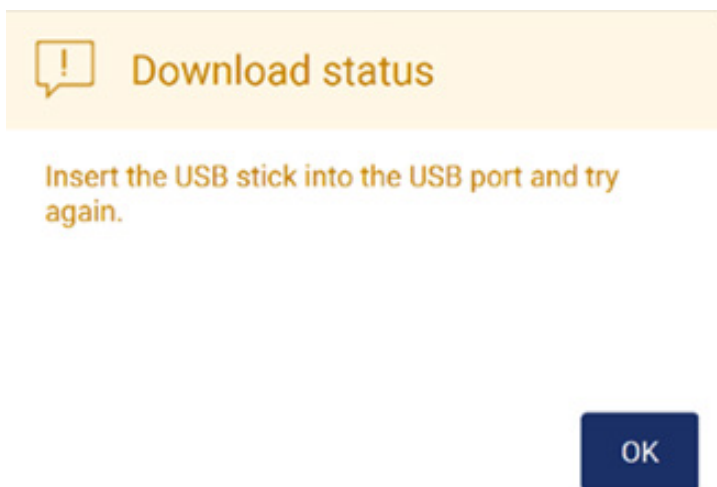 Download status
Insert the USB stick into the USB port and try
again.
OK